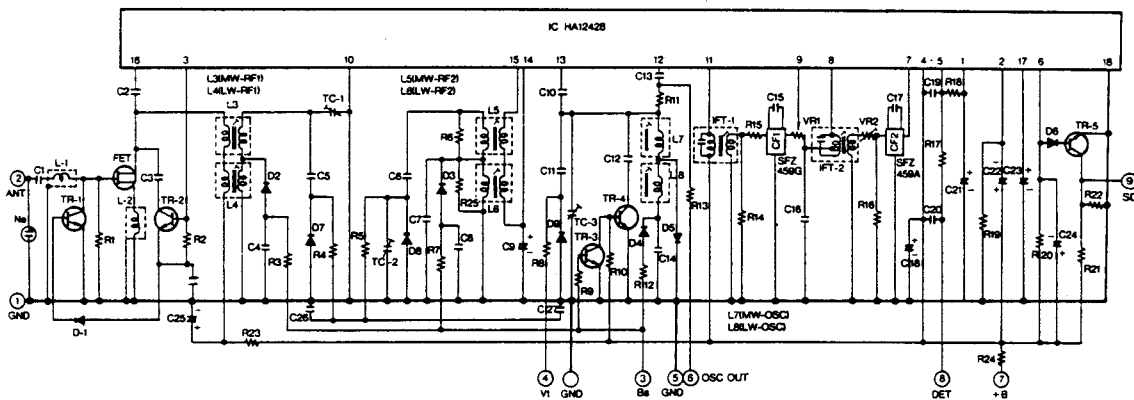 IC HA12428
16 3 10 15 14 13 12 11 9 8 7 4 - 5 1 2 17 6 18
L3(MW-RF1) L5(MW-RF2)
L4(LW-RF1) L6(LW-RF2)
C2 L3 TC-1 L5 C10 C13 R11 C19 R18
C15 C17
IFT-1 R15 VR1 VR2
R6 L7 CF1 CF2 D6 TR-5
L-1 FET C3 D2 C5 C6 D3 C11 C12 IFT-2 R17
C1 SFZ 459G SFZ 459A
2 ANT L-2 TR-1 TR-2 L4 R25 L6 L8 TR-4 C21 C22 C23 9 SD
R22
Ne R1 R2 C4 R3 D7 R4 R5 TC-2 D8 C7 R7 C8 C9 R8 D9 TC-3 TR-3 R10 D4 D5 R13 R14 C16 R16 C18 C20 R19 R20 C24 R21
R9 R12 C14
1 GND
D-1 C25 C26 C27 L7(MW-OSC)
L8(LW-OSC)
R23 R24
4 3 5 6 OSC OUT 8 7
Vt GND Bs GND DET +B